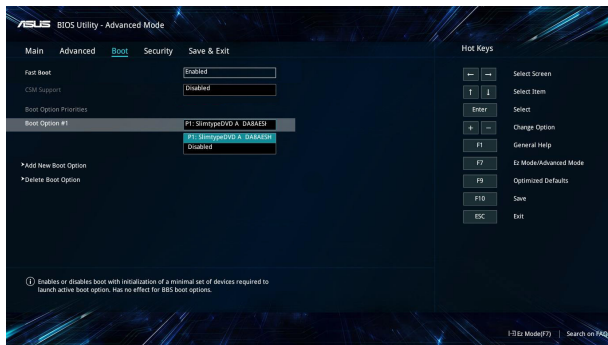 ASUS BIOS Utility - Advanced Mode
Main Advanced Boot Security Save & Exit
Hot Keys
Fast Boot Enabled
CSM Support Disabled
Boot Option Priorities
Boot Option #1 P1: SlimtypeDVD A DA8AESH
P1: SlimtypeDVD A DA8AESH
Disabled
>Add New Boot Option
>Delete Boot Option
← → Select Screen
↑ ↓ Select Item
Enter Select
+ − Change Option
F1 General Help
F7 Ez Mode/Advanced Mode
F9 Optimized Defaults
F10 Save
ESC Exit
i Enables or disables boot with initialization of a minimal set of devices required to
launch active boot option. Has no effect for BBS boot options.
Ez Mode(F7) | Search on FAQ